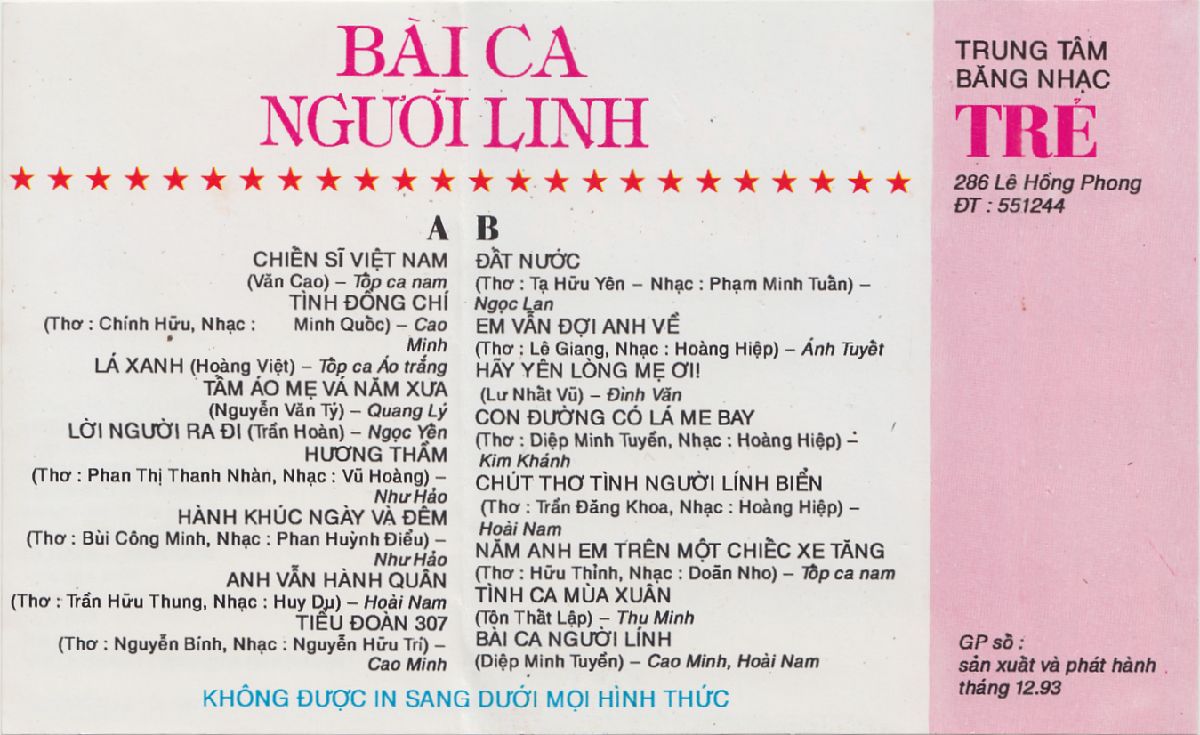 BÀI CA
NGƯỜI LINH
A
CHIẾN SĨ VIỆT NAM
(Văn Cao) – Tốp ca nam
TÌNH ĐỒNG CHÍ
(Thơ : Chính Hữu, Nhạc : Minh Quốc) – Cao
Minh
LÁ XANH (Hoàng Việt) – Tốp ca Áo trắng
TẤM ÁO MẸ VÁ NĂM XƯA
(Nguyễn Văn Tý) – Quang Lý
LỜI NGƯỜI RA ĐI (Trần Hoàn) – Ngọc Yên
HƯƠNG THẦM
(Thơ : Phan Thị Thanh Nhàn, Nhạc : Vũ Hoàng) –
Như Hảo
HÀNH KHÚC NGÀY VÀ ĐÊM
(Thơ : Bùi Công Minh, Nhạc : Phan Huỳnh Điểu) –
Như Hảo
ANH VẪN HÀNH QUÂN
(Thơ : Trần Hữu Thung, Nhạc : Huy Du) – Hoài Nam
TIỂU ĐOÀN 307
(Thơ : Nguyễn Bính, Nhạc : Nguyễn Hữu Trí) –
Cao Minh
B
ĐẤT NƯỚC
(Thơ : Tạ Hữu Yên – Nhạc : Phạm Minh Tuấn) –
Ngọc Lan
EM VẪN ĐỢI ANH VỀ
(Thơ : Lê Giang, Nhạc : Hoàng Hiệp) – Ánh Tuyết
HÃY YÊN LÒNG MẸ ƠI!
(Lư Nhất Vũ) – Đình Văn
CON ĐƯỜNG CÓ LÁ ME BAY
(Thơ : Diệp Minh Tuyền, Nhạc : Hoàng Hiệp) –
Kim Khánh
CHÚT THƠ TÌNH NGƯỜI LÍNH BIỂN
(Thơ : Trần Đăng Khoa, Nhạc : Hoàng Hiệp) –
Hoài Nam
NĂM ANH EM TRÊN MỘT CHIẾC XE TĂNG
(Thơ : Hữu Thỉnh, Nhạc : Doãn Nho) – Tốp ca nam
TÌNH CA MÙA XUÂN
(Tôn Thất Lập) – Thu Minh
BÀI CA NGƯỜI LÍNH
(Diệp Minh Tuyền) – Cao Minh, Hoài Nam
KHÔNG ĐƯỢC IN SANG DƯỚI MỌI HÌNH THỨC
TRUNG TÂM
BĂNG NHẠC
TRẺ
286 Lê Hồng Phong
ĐT : 551244
GP số :
sản xuất và phát hành
tháng 12.93